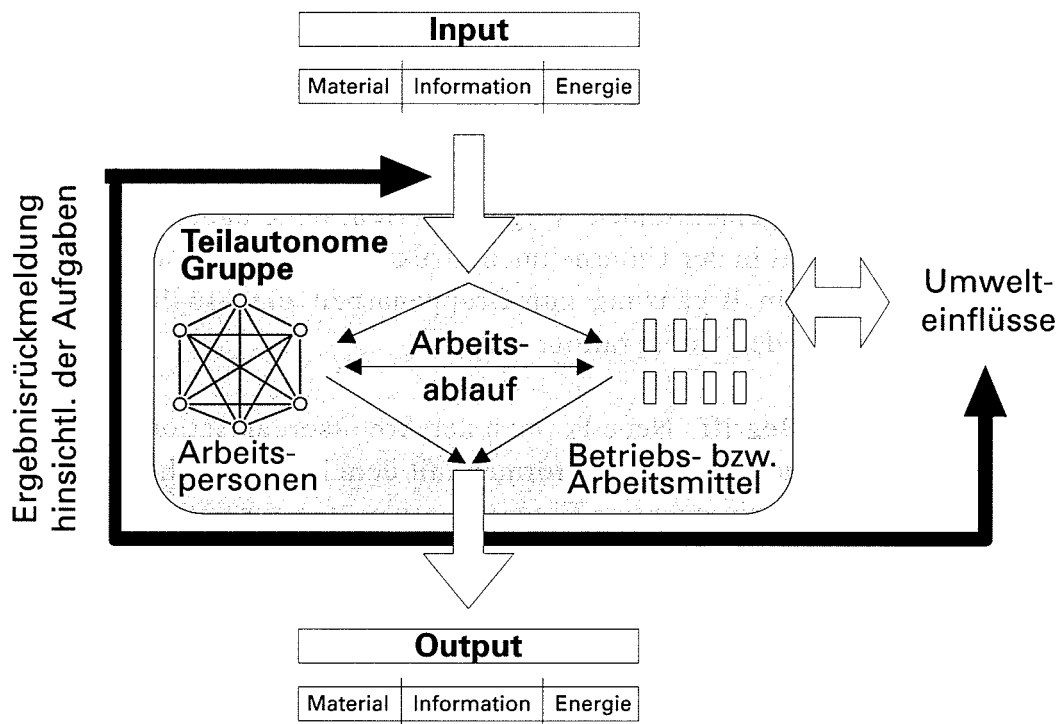 Input
Material Information Energie
Ergebnisrückmeldung
hinsichtl. der Aufgaben
Teilautonome
Gruppe
Arbeits-
ablauf
Umwelt-
einflüsse
Arbeits-
personen
Betriebs- bzw.
Arbeitsmittel
Output
Material Information Energie